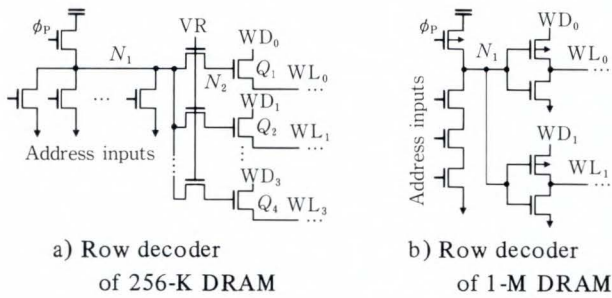 φP
VR
WD0
N1
N2
Q1
WL0
...
WD1
Q2
WL1
Address inputs
WD3
Q4
WL3
a) Row decoder
of 256-K DRAM
φP
WD0
N1
WL0
Address inputs
WD1
WL1
b) Row decoder
of 1-M DRAM